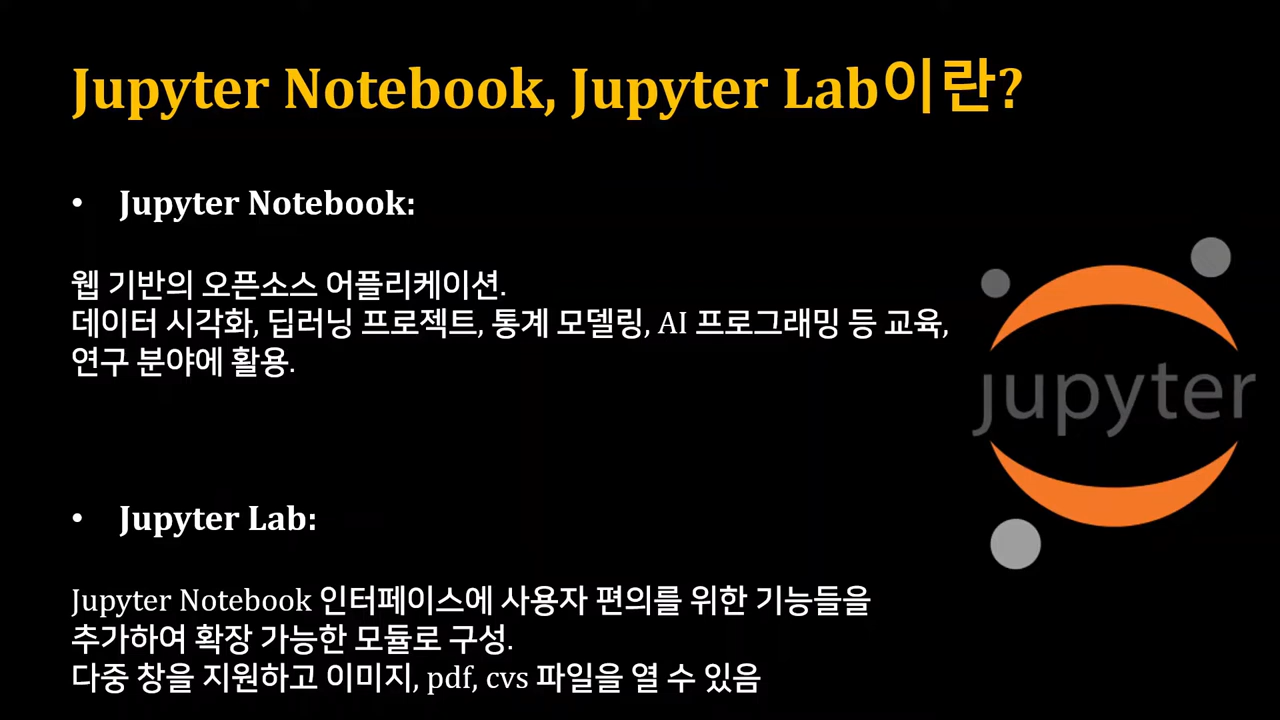 Jupyter Notebook, Jupyter Lab이란?
• Jupyter Notebook:
웹 기반의 오픈소스 어플리케이션.
데이터 시각화, 딥러닝 프로젝트, 통계 모델링, AI 프로그래밍 등 교육,
연구 분야에 활용.
jupyter
• Jupyter Lab:
Jupyter Notebook 인터페이스에 사용자 편의를 위한 기능들을
추가하여 확장 가능한 모듈로 구성.
다중 창을 지원하고 이미지, pdf, cvs 파일을 열 수 있음